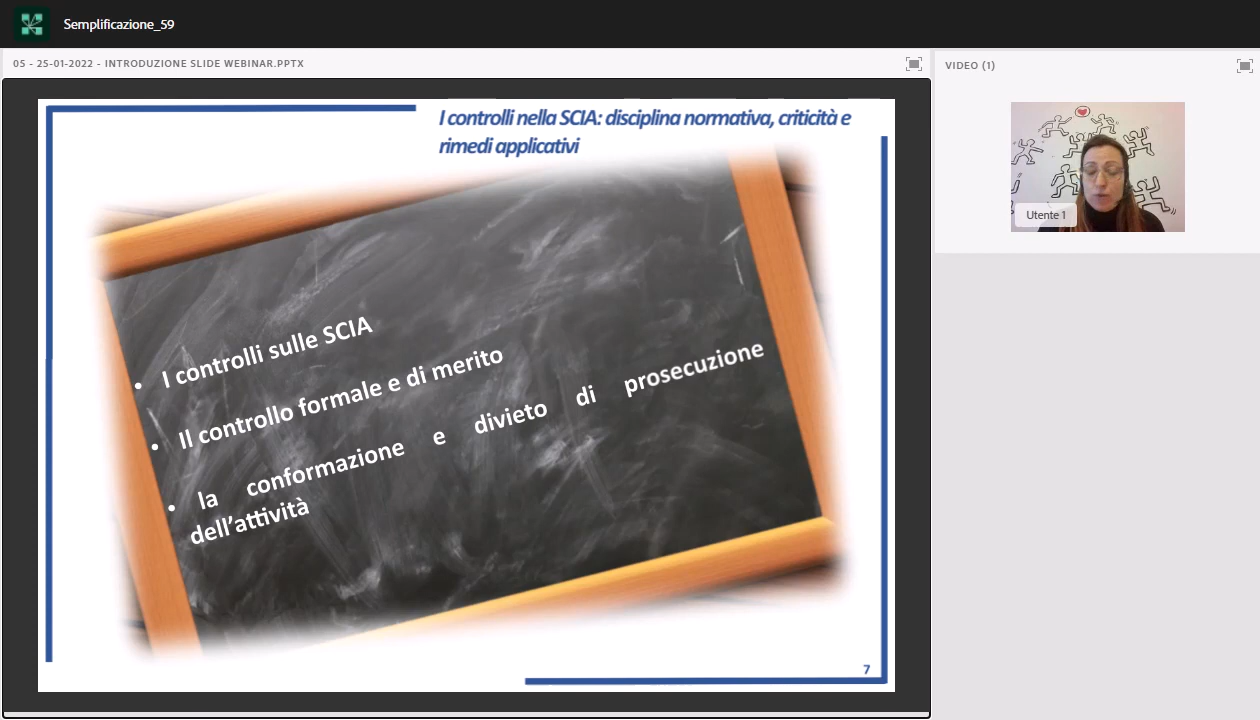 Semplificazione_59
05 - 25-01-2022 - INTRODUZIONE SLIDE WEBINAR.PPTX
VIDEO (1)
I controlli nella SCIA: disciplina normativa, criticità e
rimedi applicativi
• I controlli sulle SCIA
• Il controllo formale e di merito
• la conformazione e divieto di prosecuzione
dell'attività
7
Utente 1